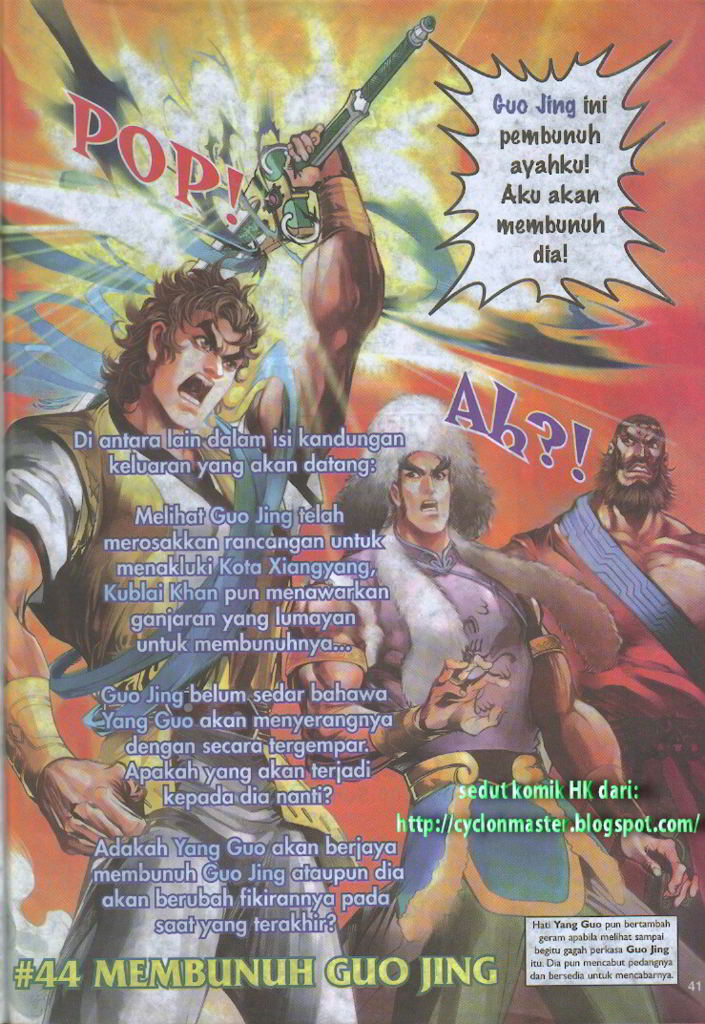 POP!
Guo Jing ini
pembunuh
ayahku!
Aku akan
membunuh
dia!
Ah?!
Di antara lain dalam isi kandungan
keluaran yang akan datang:
Melihat Guo Jing telah
merosakkan rancangan untuk
menakluki Kota Xiangyang,
Kublai Khan pun menawarkan
ganjaran yang lumayan
untuk membunuhnya...
Guo Jing belum sedar bahawa
Yang Guo akan menyerangnya
dengan secara tergempar.
Apakah yang akan terjadi
kepada dia nanti?
Adakah Yang Guo akan berjaya
membunuh Guo Jing ataupun dia
akan berubah fikirannya pada
saat yang terakhir?
sedut komik HK dari:
http://cyclonmaster.blogspot.com/
Hati Yang Guo pun bertambah
geram apabila melihat sampai
begitu gagah perkasa Guo Jing
itu. Dia pun mencabut pedangnya
dan bersedia untuk mencabarnya.
#44 MEMBUNUH GUO JING
41